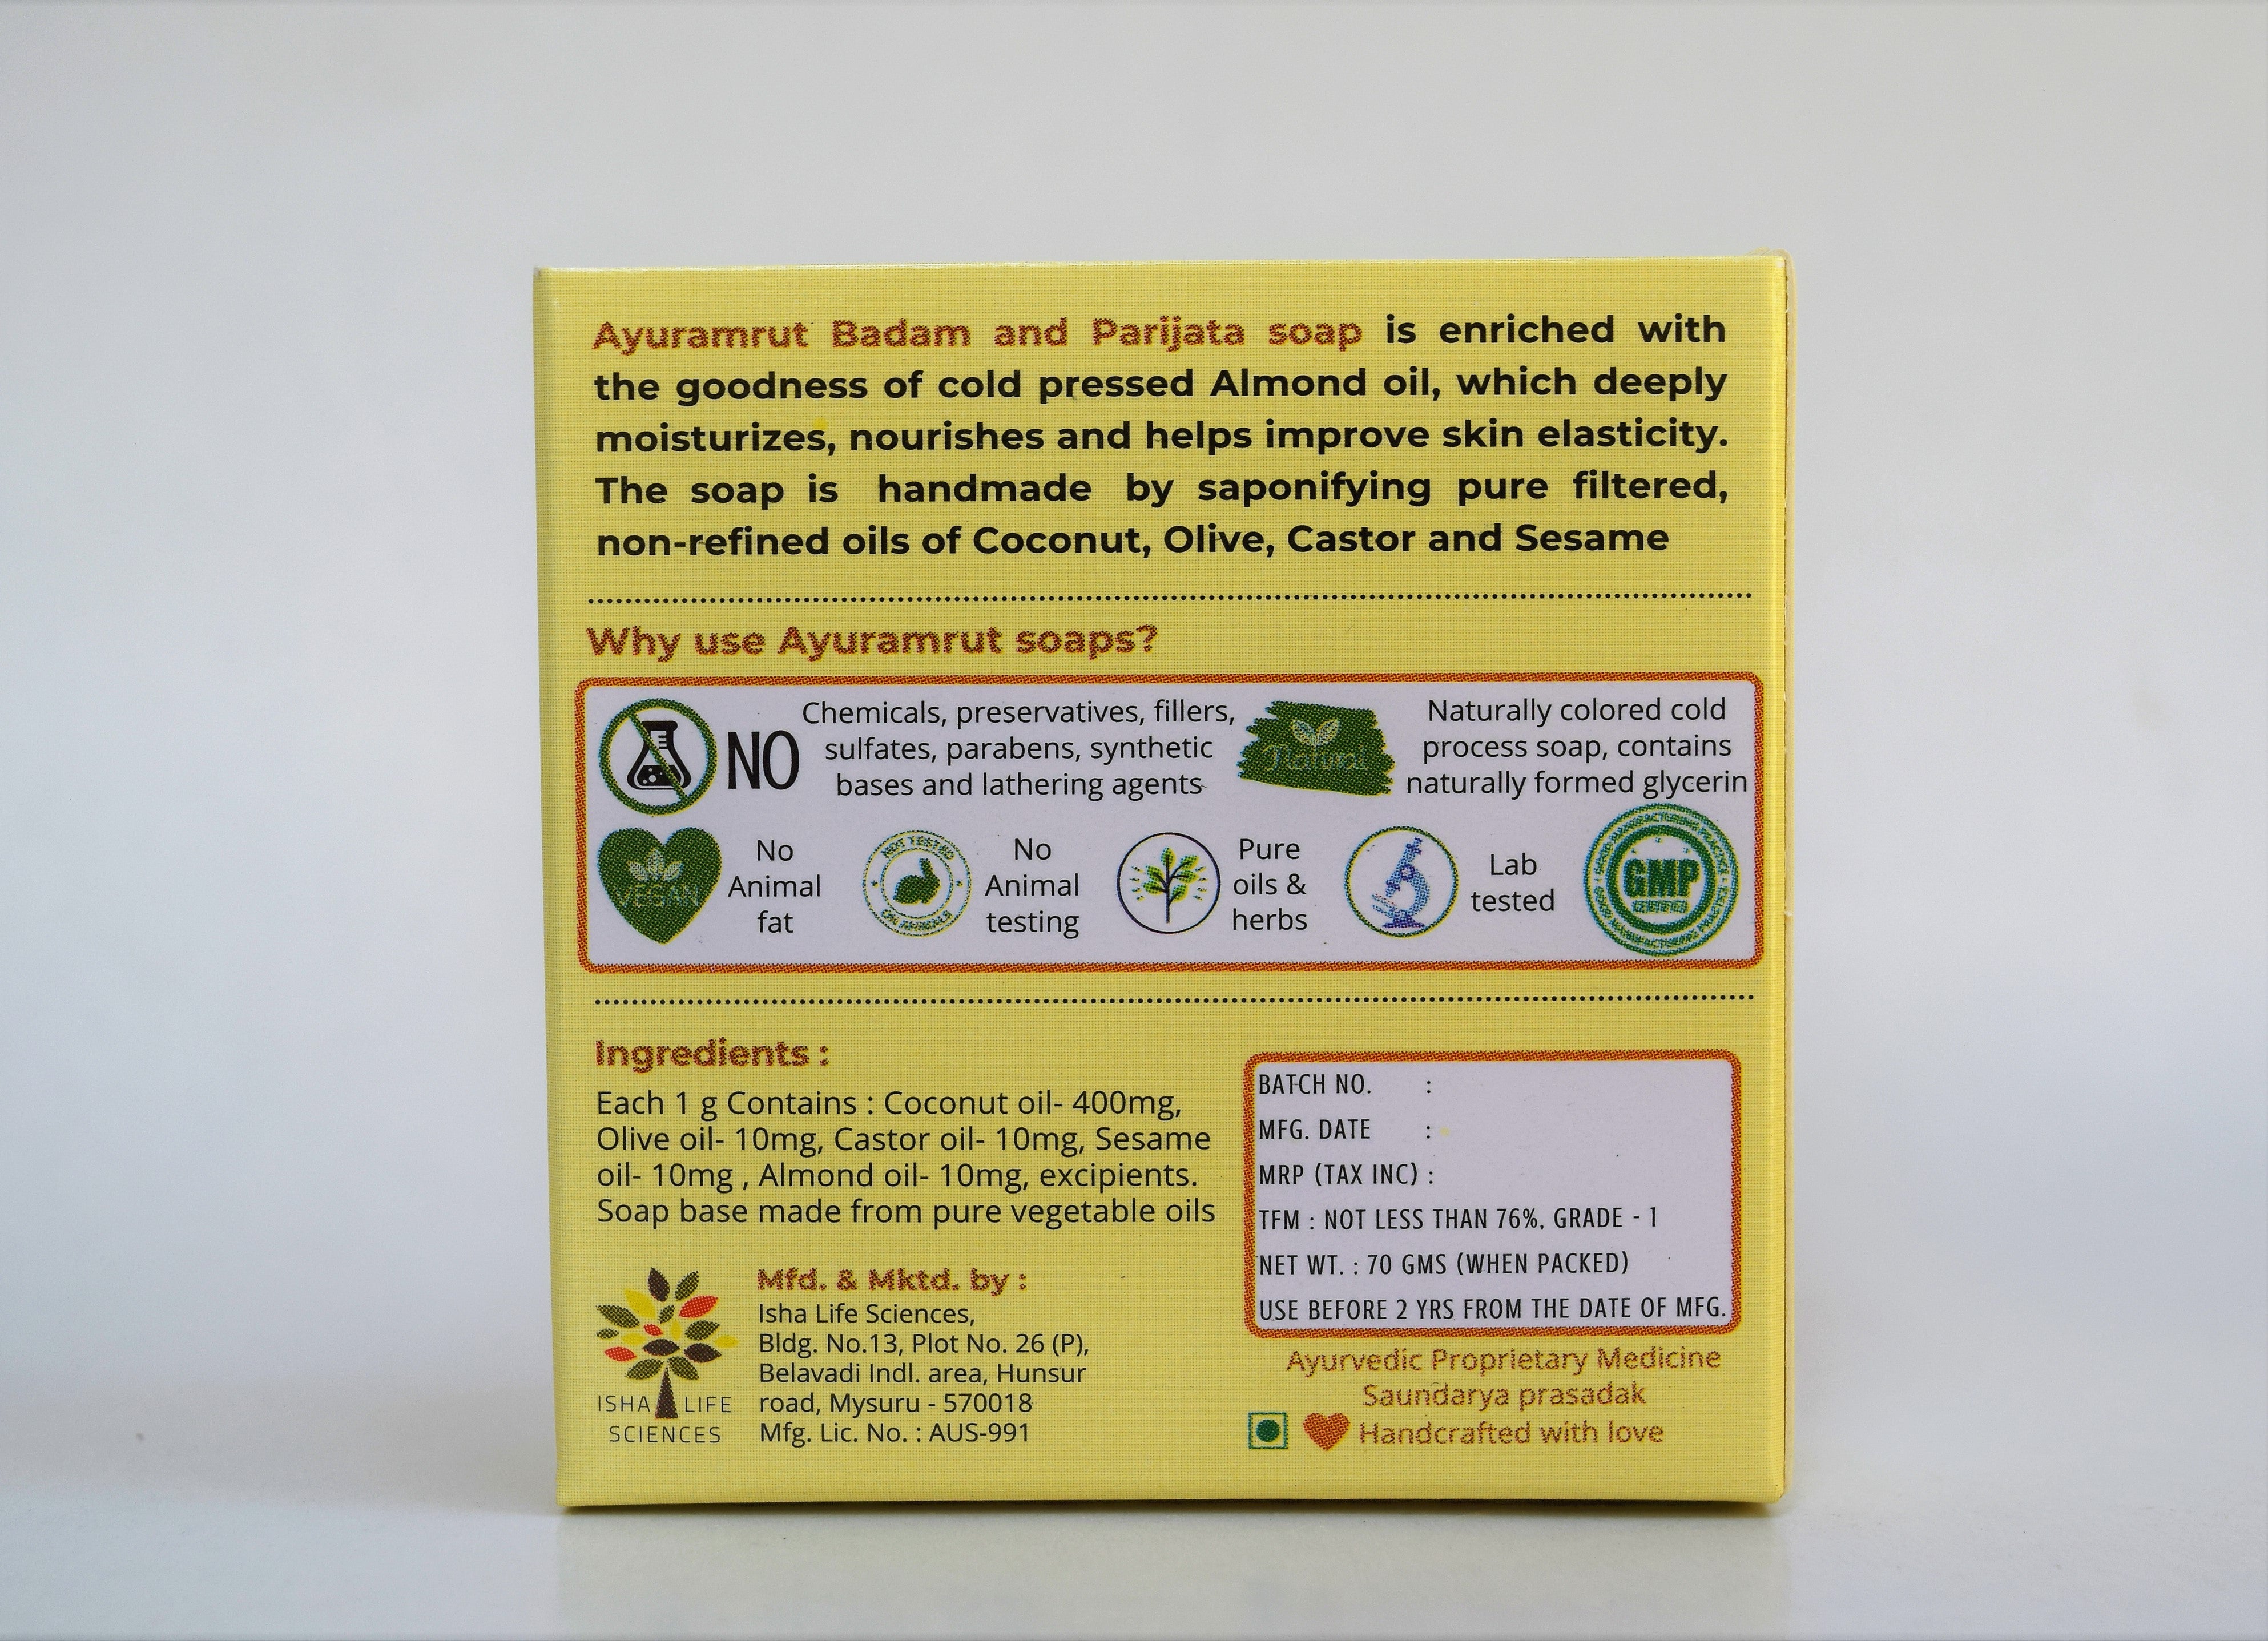 Ayuramrut Badam and Parijata soap is enriched with
the goodness of cold pressed Almond oil, which deeply
moisturizes, nourishes and helps improve skin elasticity.
The soap is handmade by saponifying pure filtered,
non-refined oils of Coconut, Olive, Castor and Sesame
Why use Ayuramrut soaps?
NO
Chemicals, preservatives, fillers,
sulfates, parabens, synthetic
bases and lathering agents
Natural
Naturally colored cold
process soap, contains
naturally formed glycerin
VEGAN
No
Animal
fat
NOT TESTED
ON ANIMALS
No
Animal
testing
Pure
oils &
herbs
Lab
tested
GMP
Ingredients :
Each 1 g Contains : Coconut oil- 400mg,
Olive oil- 10mg, Castor oil- 10mg, Sesame
oil- 10mg , Almond oil- 10mg, excipients.
Soap base made from pure vegetable oils
BATCH NO. :
MFG. DATE :
MRP (TAX INC) :
TFM : NOT LESS THAN 76%, GRADE - 1
NET WT. : 70 GMS (WHEN PACKED)
USE BEFORE 2 YRS FROM THE DATE OF MFG.
ISHA LIFE
SCIENCES
Mfd. & Mktd. by :
Isha Life Sciences,
Bldg. No.13, Plot No. 26 (P),
Belavadi Indl. area, Hunsur
road, Mysuru - 570018
Mfg. Lic. No. : AUS-991
Ayurvedic Proprietary Medicine
Saundarya prasadak
Handcrafted with love